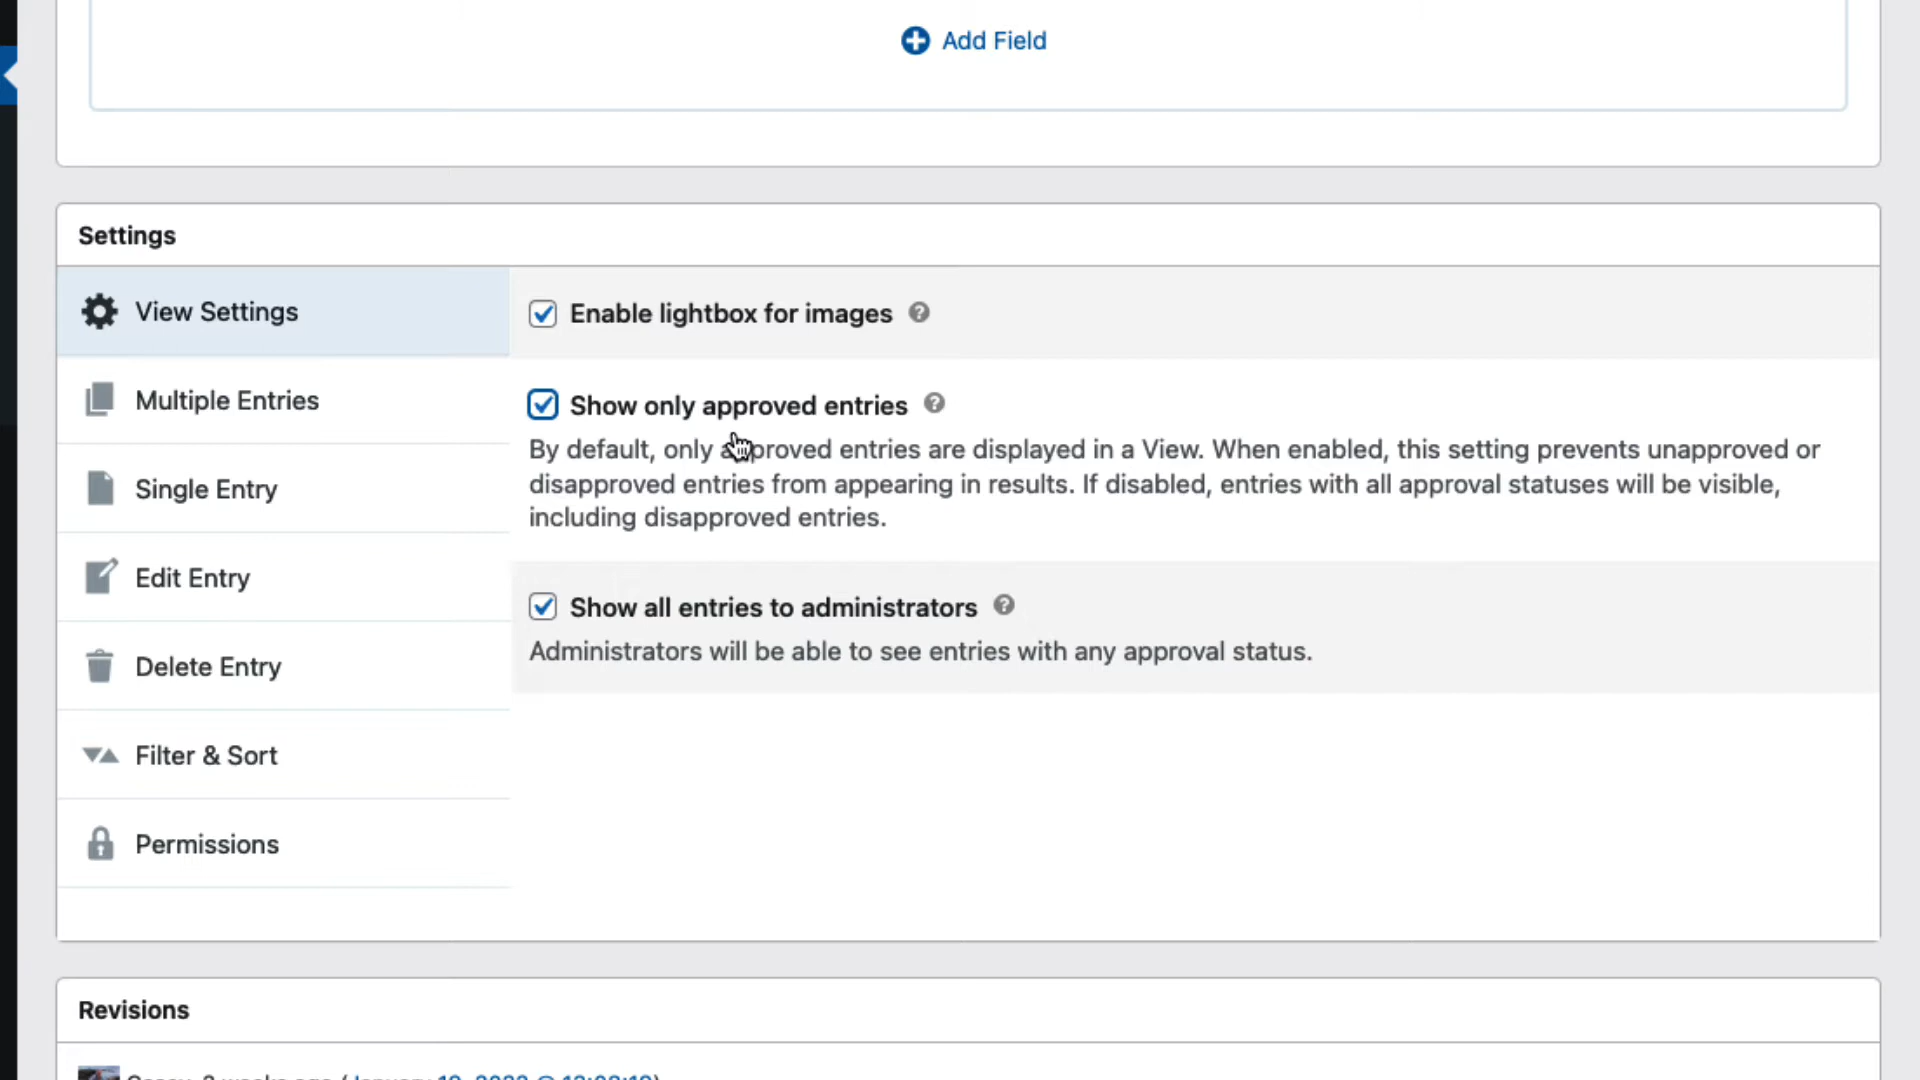 Add Field
Settings
View Settings
Enable lightbox for images
Multiple Entries
Show only approved entries
By default, only approved entries are displayed in a View. When enabled, this setting prevents unapproved or
disapproved entries from appearing in results. If disabled, entries with all approval statuses will be visible,
including disapproved entries.
Single Entry
Edit Entry
Show all entries to administrators
Administrators will be able to see entries with any approval status.
Delete Entry
Filter & Sort
Permissions
Revisions